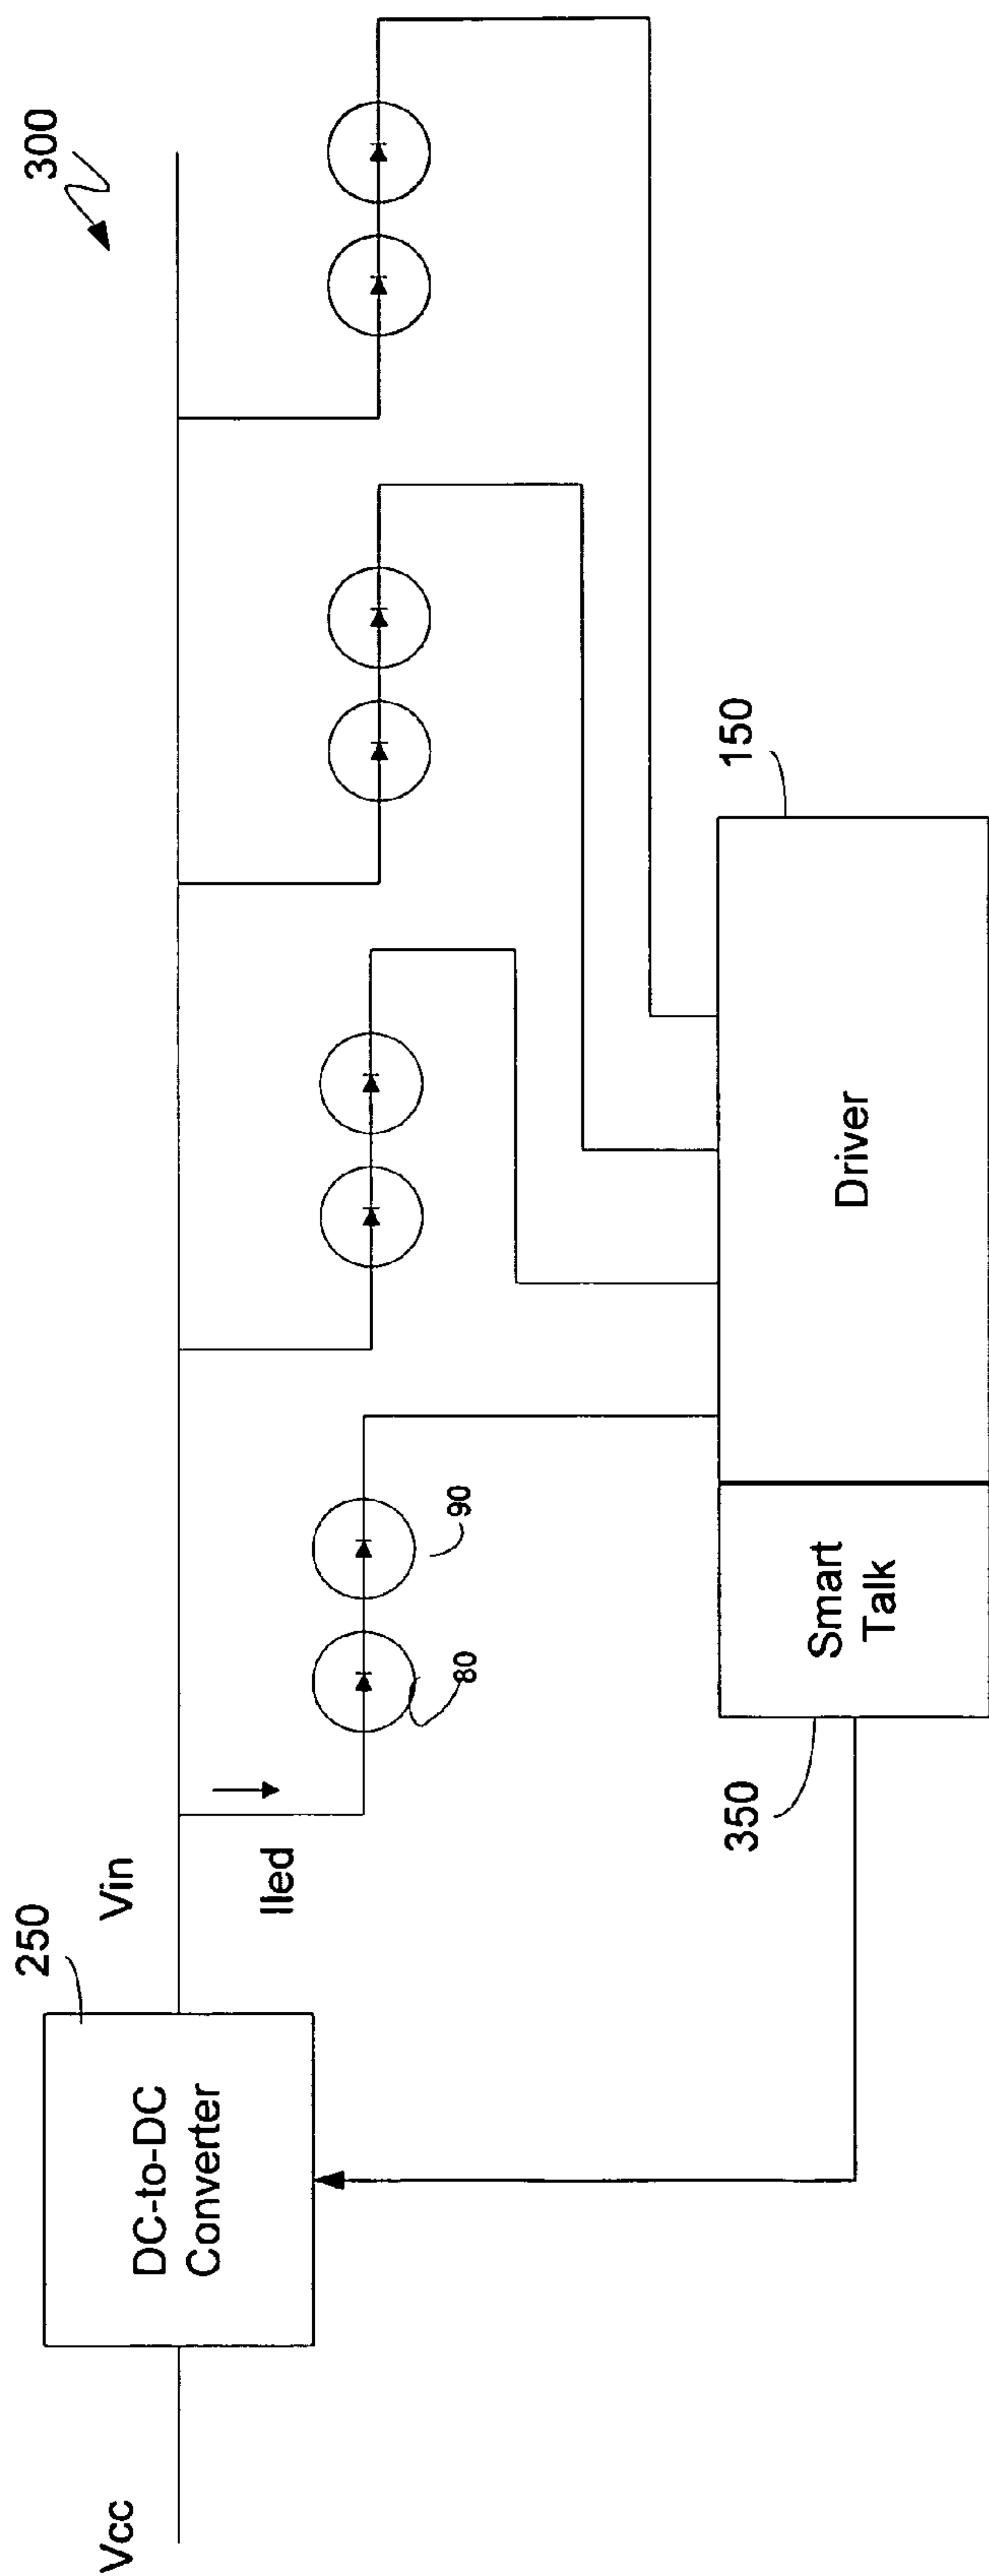 300
250
Vcc
DC-to-DC
Converter
Vin
Iled
80
90
350
Smart
Talk
Driver
150